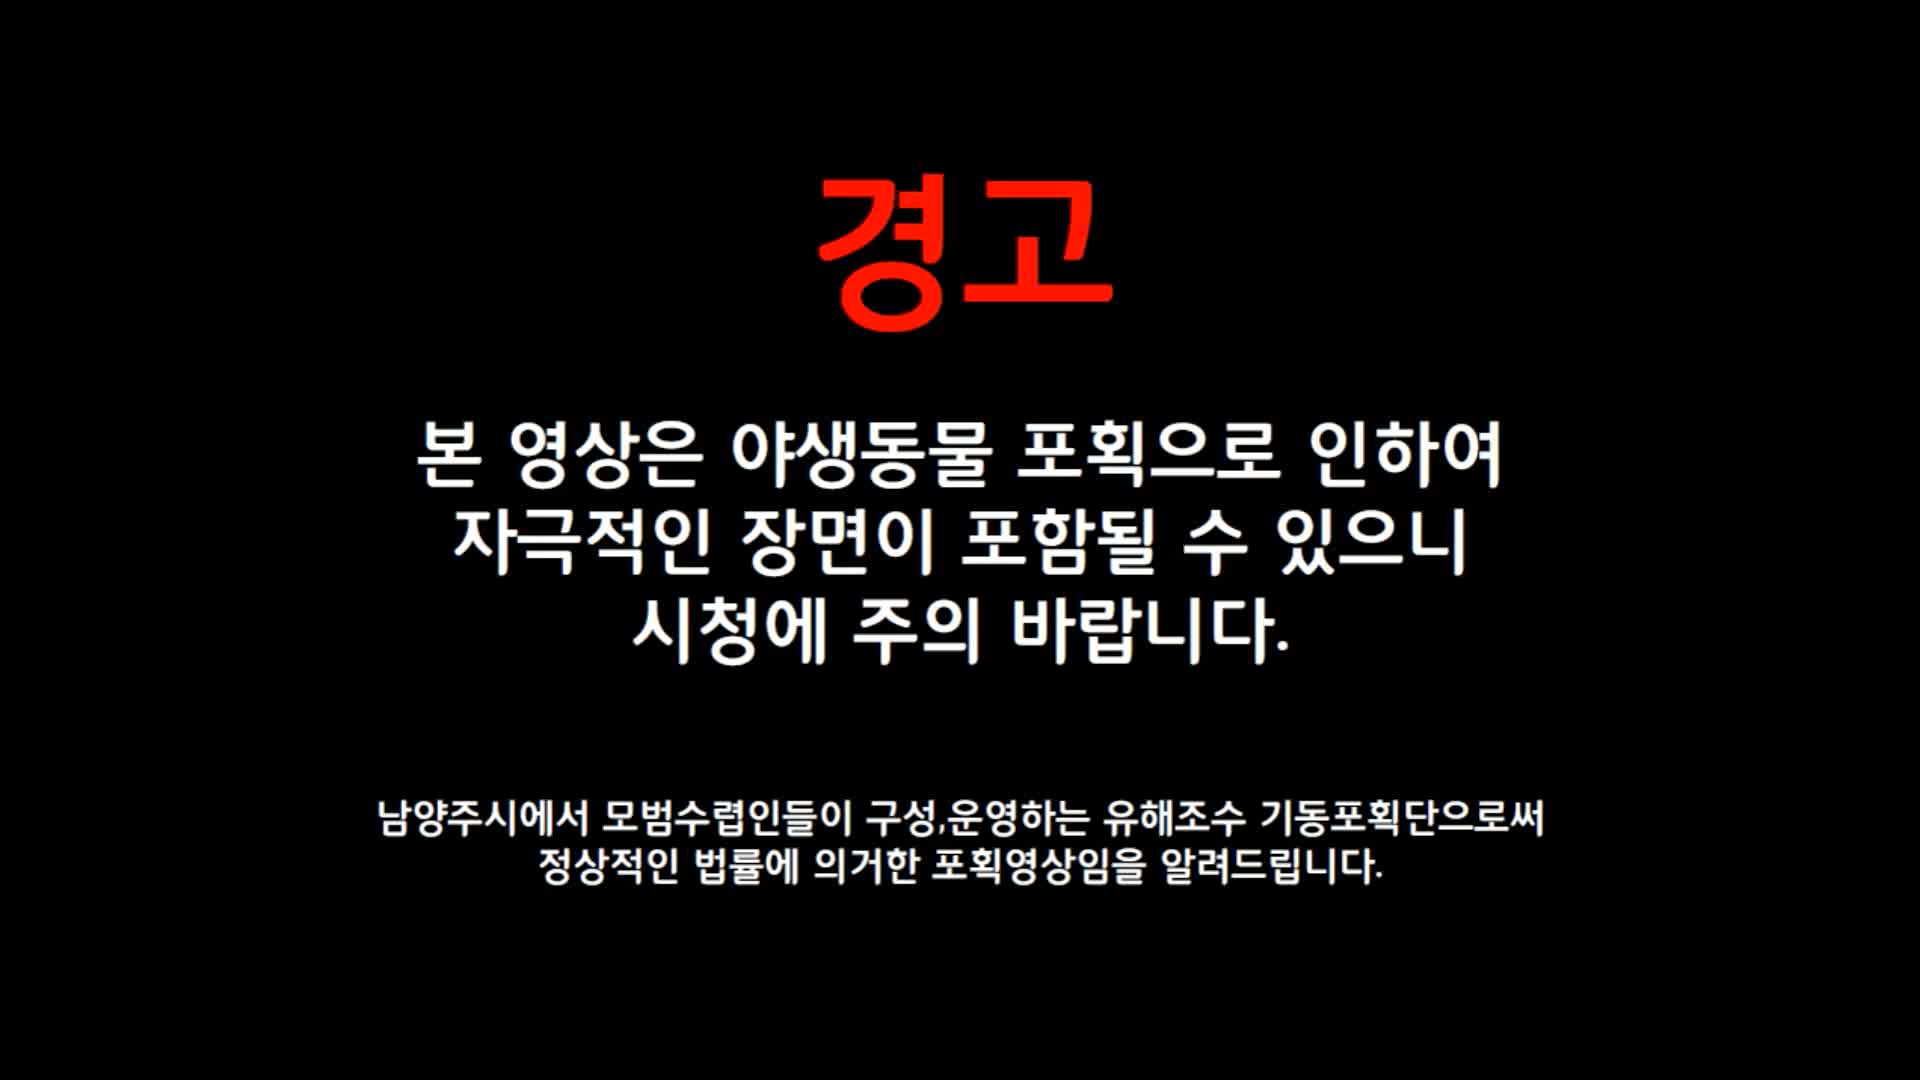 경고
본 영상은 야생동물 포획으로 인하여
자극적인 장면이 포함될 수 있으니
시청에 주의 바랍니다.
남양주시에서 모범수렵인들이 구성,운영하는 유해조수 기동포획단으로써
정상적인 법률에 의거한 포획영상임을 알려드립니다.